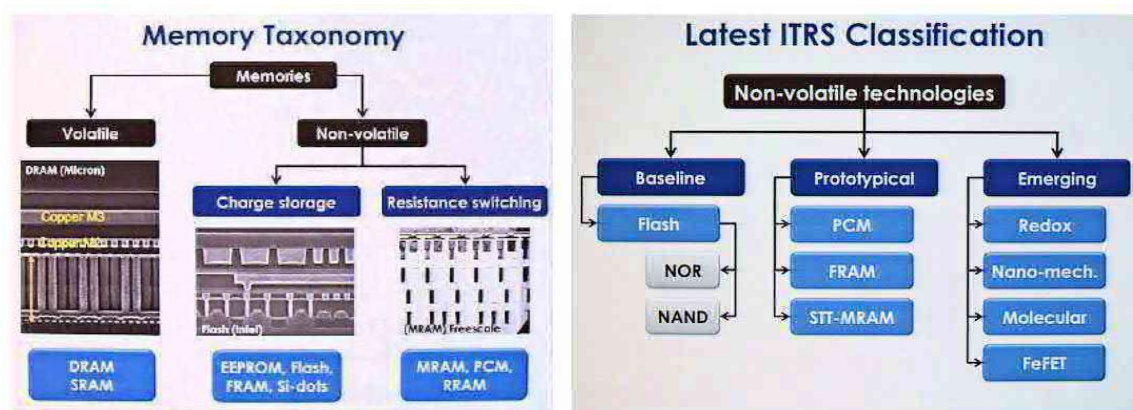 Memory Taxonomy
Memories
Volatile
Non-volatile
DRAM (Micron)
Copper M3
Charge storage
Resistance switching
Flash (Intel)
(MRAM) Freescale
DRAM
SRAM
EEPROM, Flash,
FRAM, Si-dots
MRAM, PCM,
RRAM
Latest ITRS Classification
Non-volatile technologies
Baseline
Prototypical
Emerging
Flash
NOR
NAND
PCM
FRAM
STT-MRAM
Redox
Nano-mech.
Molecular
FeFET